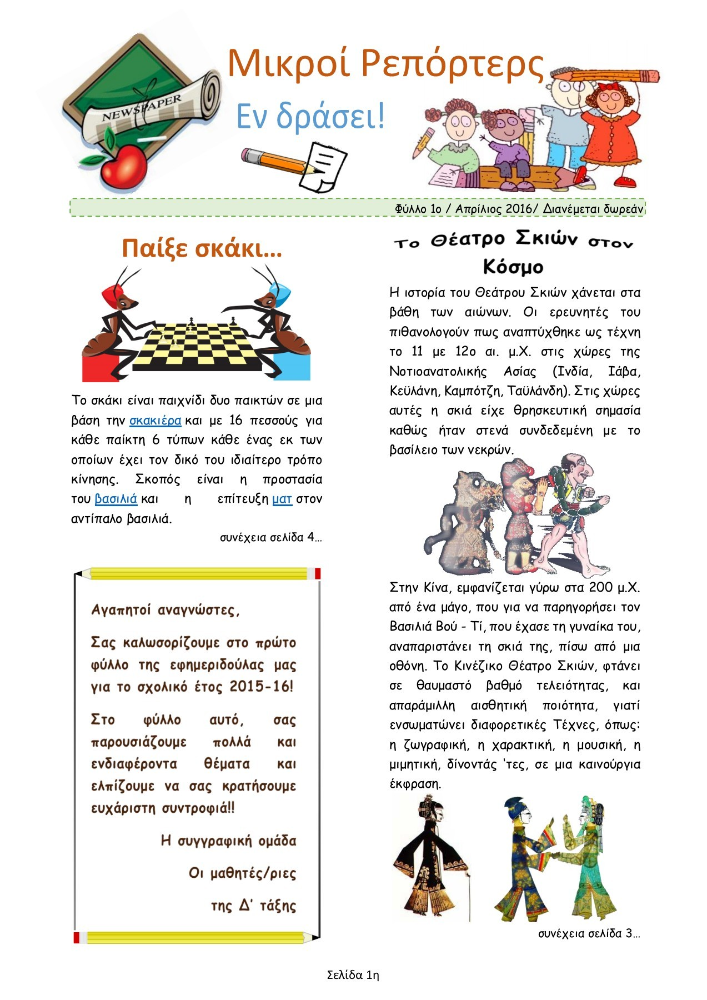 NEWSPAPER
Μικροί Ρεπόρτερς
Εν δράσει!
Φύλλο 1ο / Απρίλιος 2016/ Διανέμεται δωρεάν
Παίξε σκάκι...
Το σκάκι είναι παιχνίδι δυο παικτών σε μια
βάση την σκακιέρα και με 16 πεσσούς για
κάθε παίκτη 6 τύπων κάθε ένας εκ των
οποίων έχει τον δικό του ιδιαίτερο τρόπο
κίνησης. Σκοπός είναι η προστασία
του βασιλιά και η επίτευξη ματ στον
αντίπαλο βασιλιά.
συνέχεια σελίδα 4...
Αγαπητοί αναγνώστες,
Σας καλωσορίζουμε στο πρώτο
φύλλο της εφημεριδούλας μας
για το σχολικό έτος 2015-16!
Στο φύλλο αυτό, σας
παρουσιάζουμε πολλά και
ενδιαφέροντα θέματα και
ελπίζουμε να σας κρατήσουμε
ευχάριστη συντροφιά!!
Η συγγραφική ομάδα
Οι μαθητές/ριες
της Δ’ τάξης
Το Θέατρο Σκιών στον
Κόσμο
Η ιστορία του Θεάτρου Σκιών χάνεται στα
βάθη των αιώνων. Οι ερευνητές του
πιθανολογούν πως αναπτύχθηκε ως τέχνη
το 11 με 12ο αι. μ.Χ. στις χώρες της
Νοτιοανατολικής Ασίας (Ινδία, Ιάβα,
Κεϋλάνη, Καμπότζη, Ταϋλάνδη). Στις χώρες
αυτές η σκιά είχε θρησκευτική σημασία
καθώς ήταν στενά συνδεδεμένη με το
βασίλειο των νεκρών.
Στην Κίνα, εμφανίζεται γύρω στα 200 μ.Χ.
από ένα μάγο, που για να παρηγορήσει τον
Βασιλιά Βού - Τί, που έχασε τη γυναίκα του,
αναπαριστάνει τη σκιά της, πίσω από μια
οθόνη. Το Κινέζικο Θέατρο Σκιών, φτάνει
σε θαυμαστό βαθμό τελειότητας, και
απαράμιλλη αισθητική ποιότητα, γιατί
ενσωματώνει διαφορετικές Τέχνες, όπως:
η ζωγραφική, η χαρακτική, η μουσική, η
μιμητική, δίνοντάς ‘τες, σε μια καινούργια
έκφραση.
συνέχεια σελίδα 3...
Σελίδα 1η